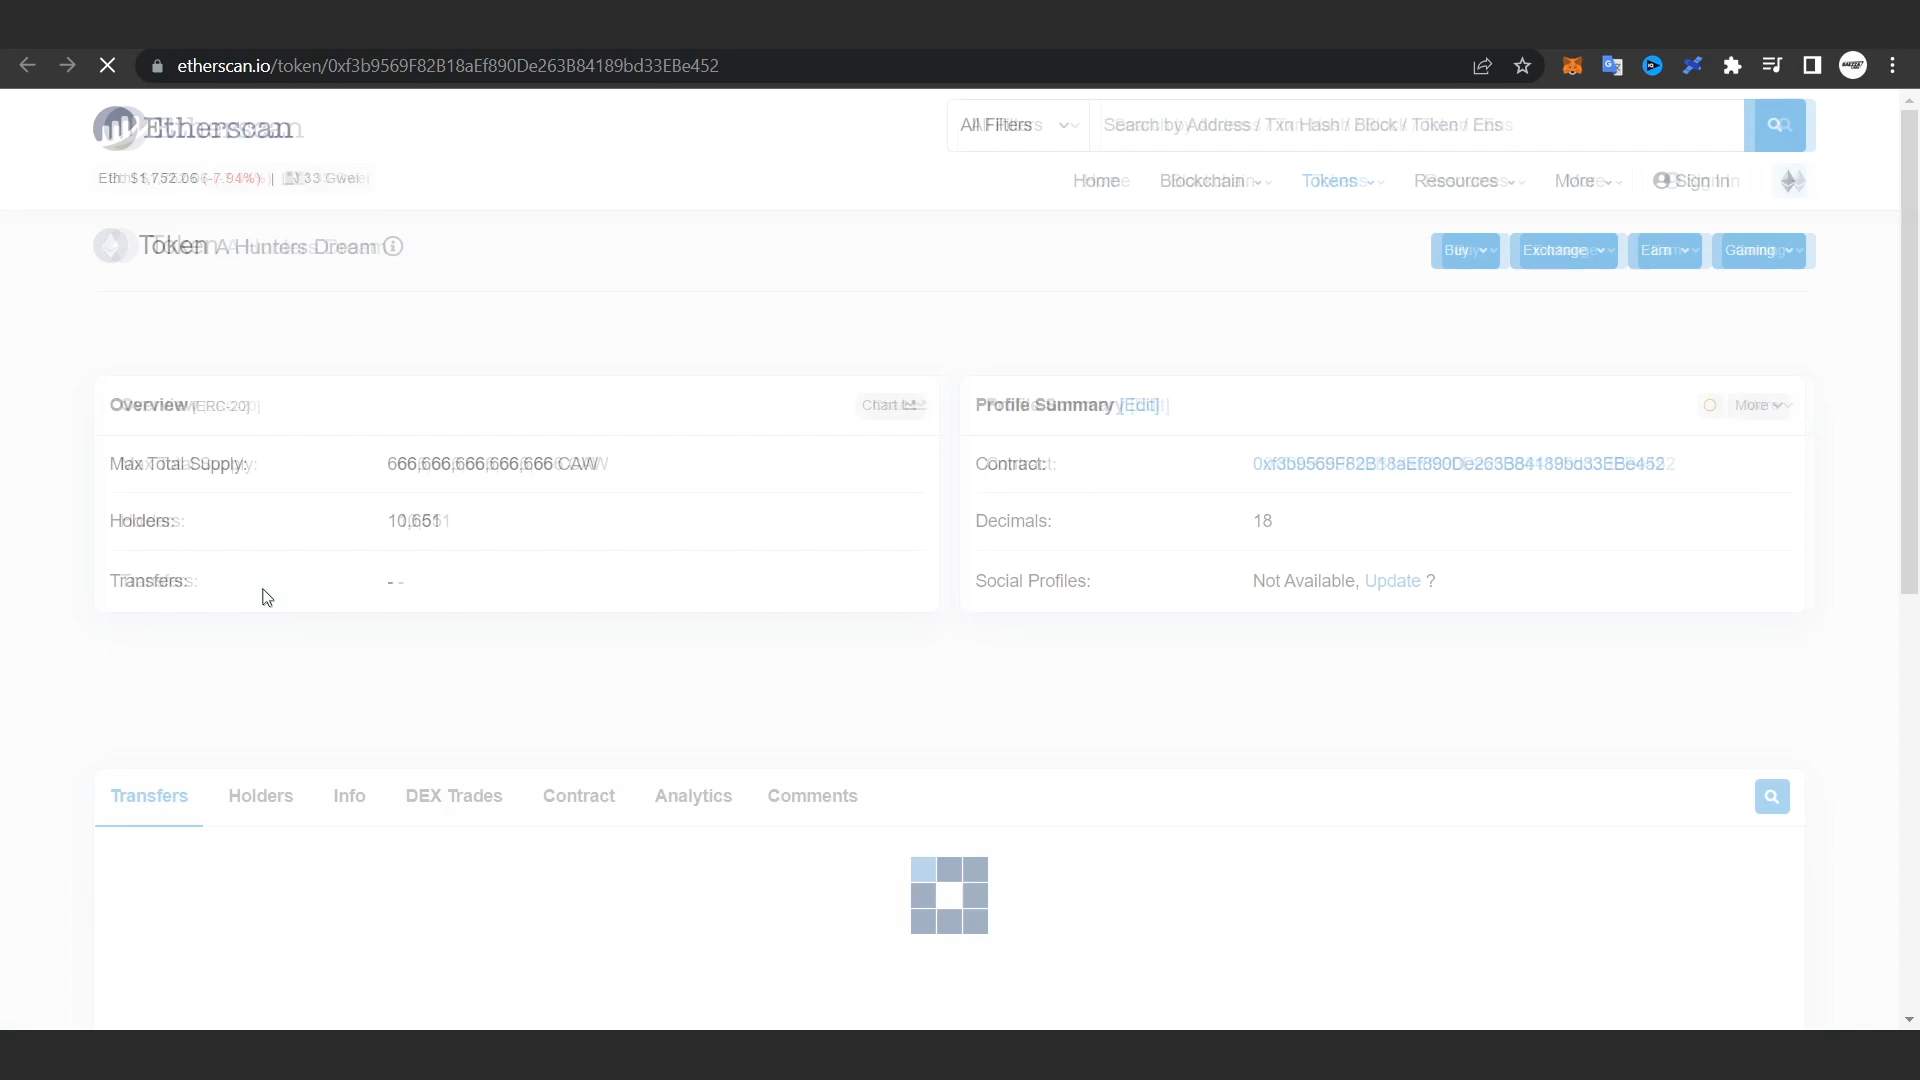 etherscan.io/token/0xf3b9569F82B18aEf890De263B84189bd33EBe452
Etherscan
All Filters
Search by Address / Txn Hash / Block / Token / Ens
Eth: $1,752.06 (-7.94%) | 33 Gwei
Home Blockchain Tokens Resources More Sign In
Token A Hunters Dream
Buy Exchange Earn Gaming
Overview [ERC-20]
Chart
Profile Summary [Edit]
More
Max Total Supply: 666,666,666,666,666 CAW
Contract: 0xf3b9569F82B18aEf890De263B84189bd33EBe452
Holders: 10,651
Decimals: 18
Transfers: -
Social Profiles: Not Available, Update ?
Transfers Holders Info DEX Trades Contract Analytics Comments